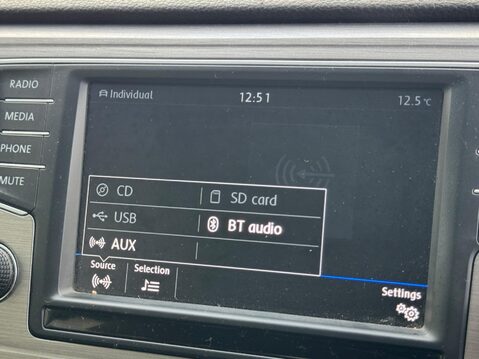 RADIO
MEDIA
PHONE
MUTE
Individual 12:51 12.5 °C
CD SD card
USB BT audio
AUX
Source Selection
Settings